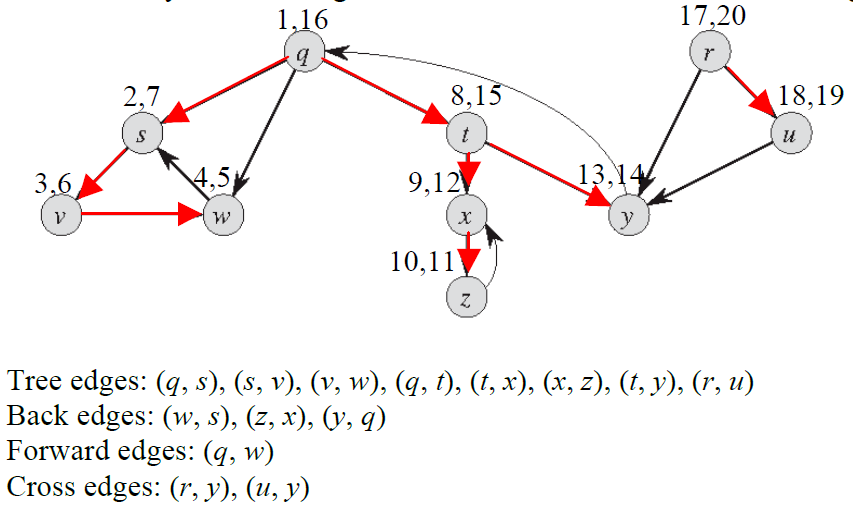 1,16
17,20
q
r
2,7
8,15
18,19
s
t
u
3,6
4,5
9,12
13,14
v
w
x
y
10,11
z
Tree edges: (q, s), (s, v), (v, w), (q, t), (t, x), (x, z), (t, y), (r, u)
Back edges: (w, s), (z, x), (y, q)
Forward edges: (q, w)
Cross edges: (r, y), (u, y)